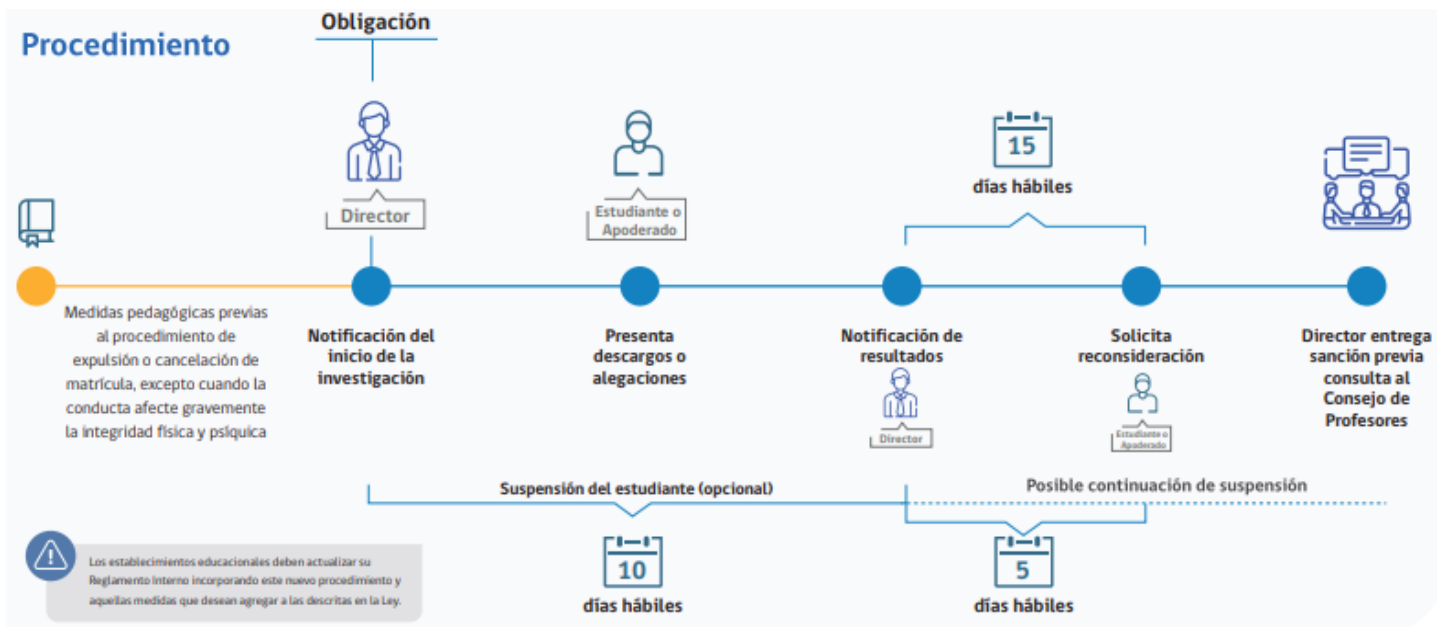 Procedimiento
Obligación
Director
Estudiante o
Apoderado
15
días hábiles
Medidas pedagógicas previas
al procedimiento de
expulsión o cancelación de
matrícula, excepto cuando la
conducta afecte gravemente
la integridad física y psíquica
Notificación del
inicio de la
investigación
Presenta
descargos o
alegaciones
Notificación de
resultados
Director
Solicita
reconsideración
Estudiante o
Apoderado
Director entrega
sanción previa
consulta al
Consejo de
Profesores
Suspensión del estudiante (opcional)
Posible continuación de suspensión
10
días hábiles
5
días hábiles
Los establecimientos educacionales deben actualizar su
Reglamento Interno incorporando este nuevo procedimiento y
aquellas medidas que desean agregar a las descritas en la Ley.